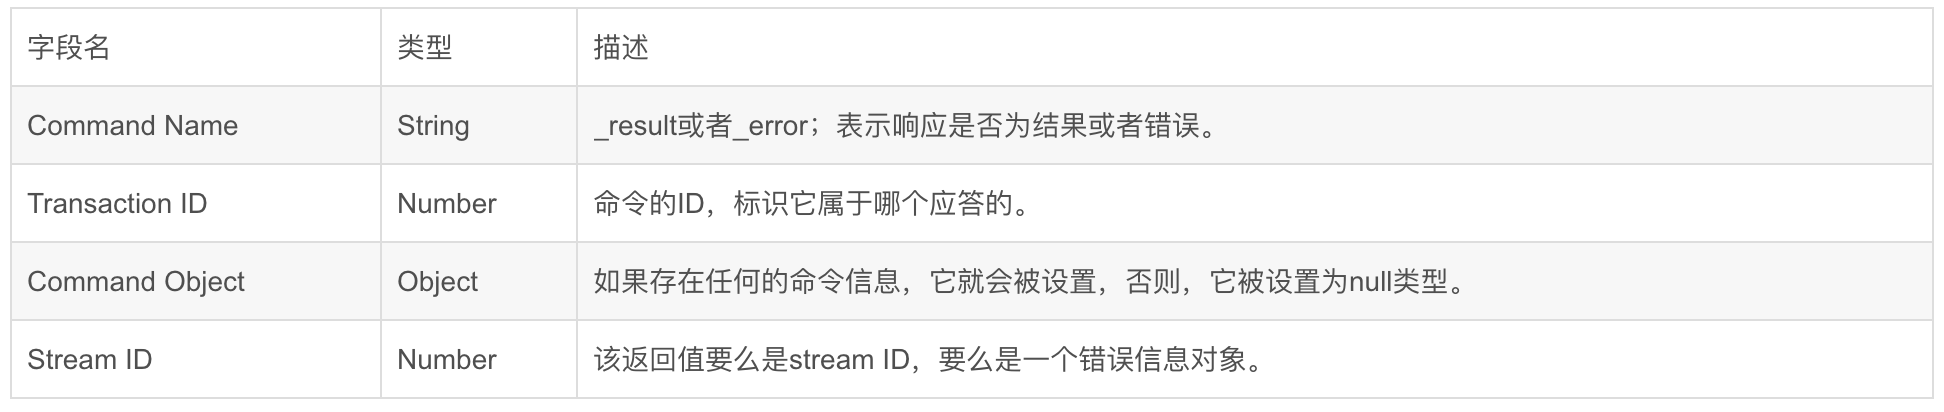 字段名 类型 描述
Command Name String _result或者_error；表示响应是否为结果或者错误。
Transaction ID Number 命令的ID，标识它属于哪个应答的。
Command Object Object 如果存在任何的命令信息，它就会被设置，否则，它被设置为null类型。
Stream ID Number 该返回值要么是stream ID，要么是一个错误信息对象。